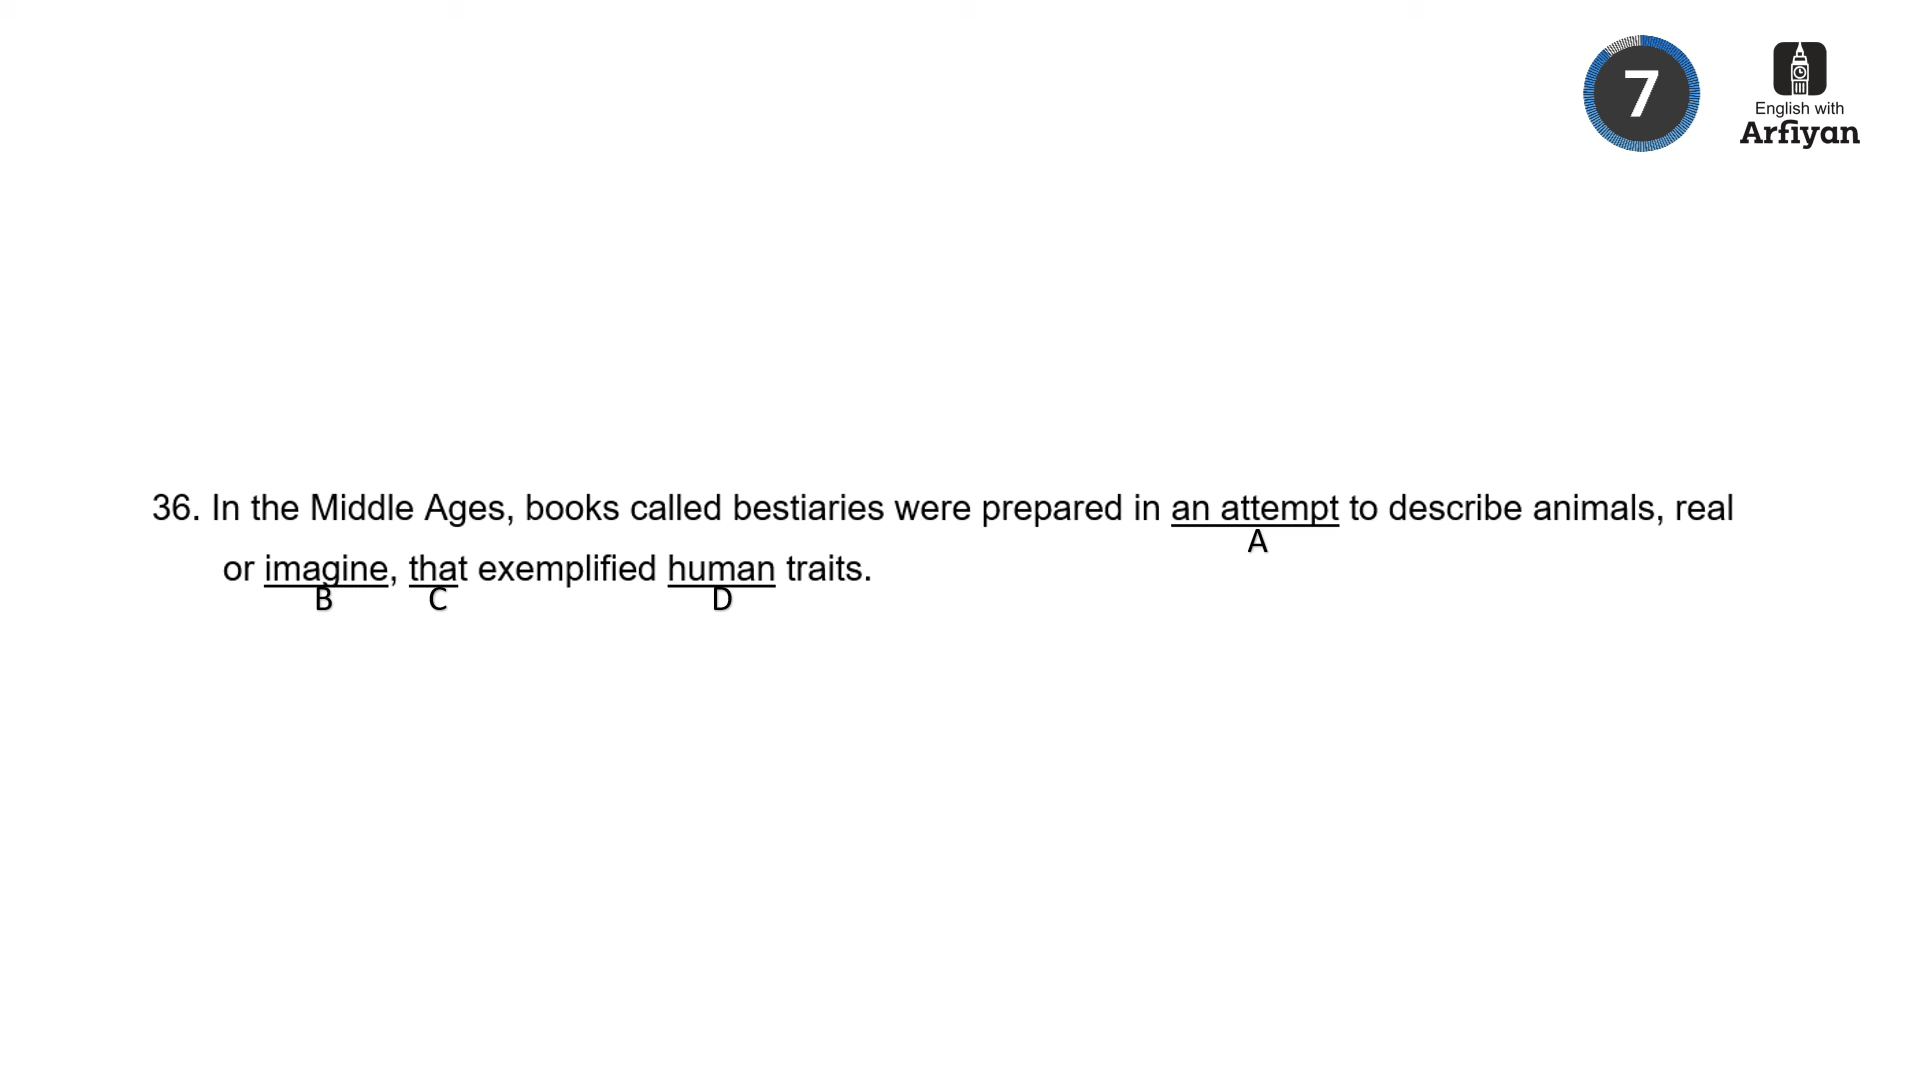 7
English with
Arfiyan
36. In the Middle Ages, books called bestiaries were prepared in an attempt to describe animals, real
A
or imagine, that exemplified human traits.
B C D